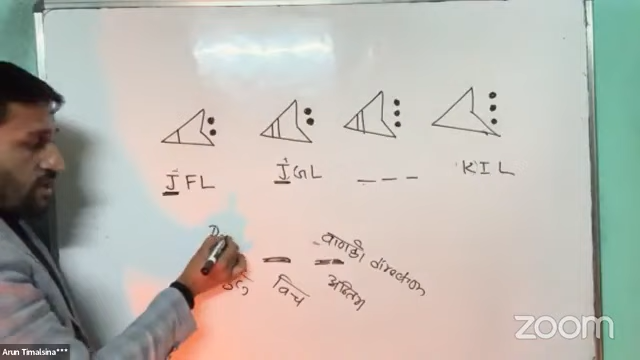 JFL JGL _ _ _ KIL
बनाई direction
बिच
अन्तिम
zoom
Arun Timalsina***